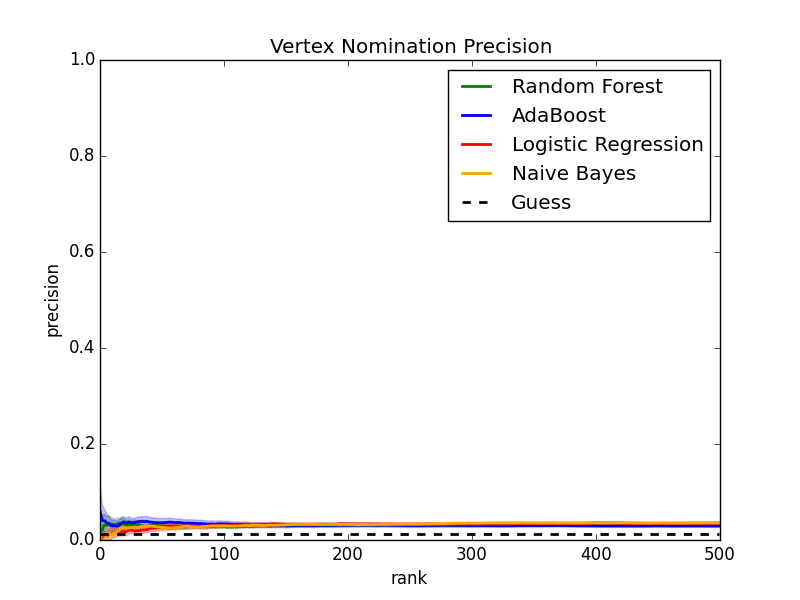 Vertex Nomination Precision
1.0
0.8
0.6
0.4
0.2
0.0
precision
Random Forest
AdaBoost
Logistic Regression
Naive Bayes
Guess
0 100 200 300 400 500
rank